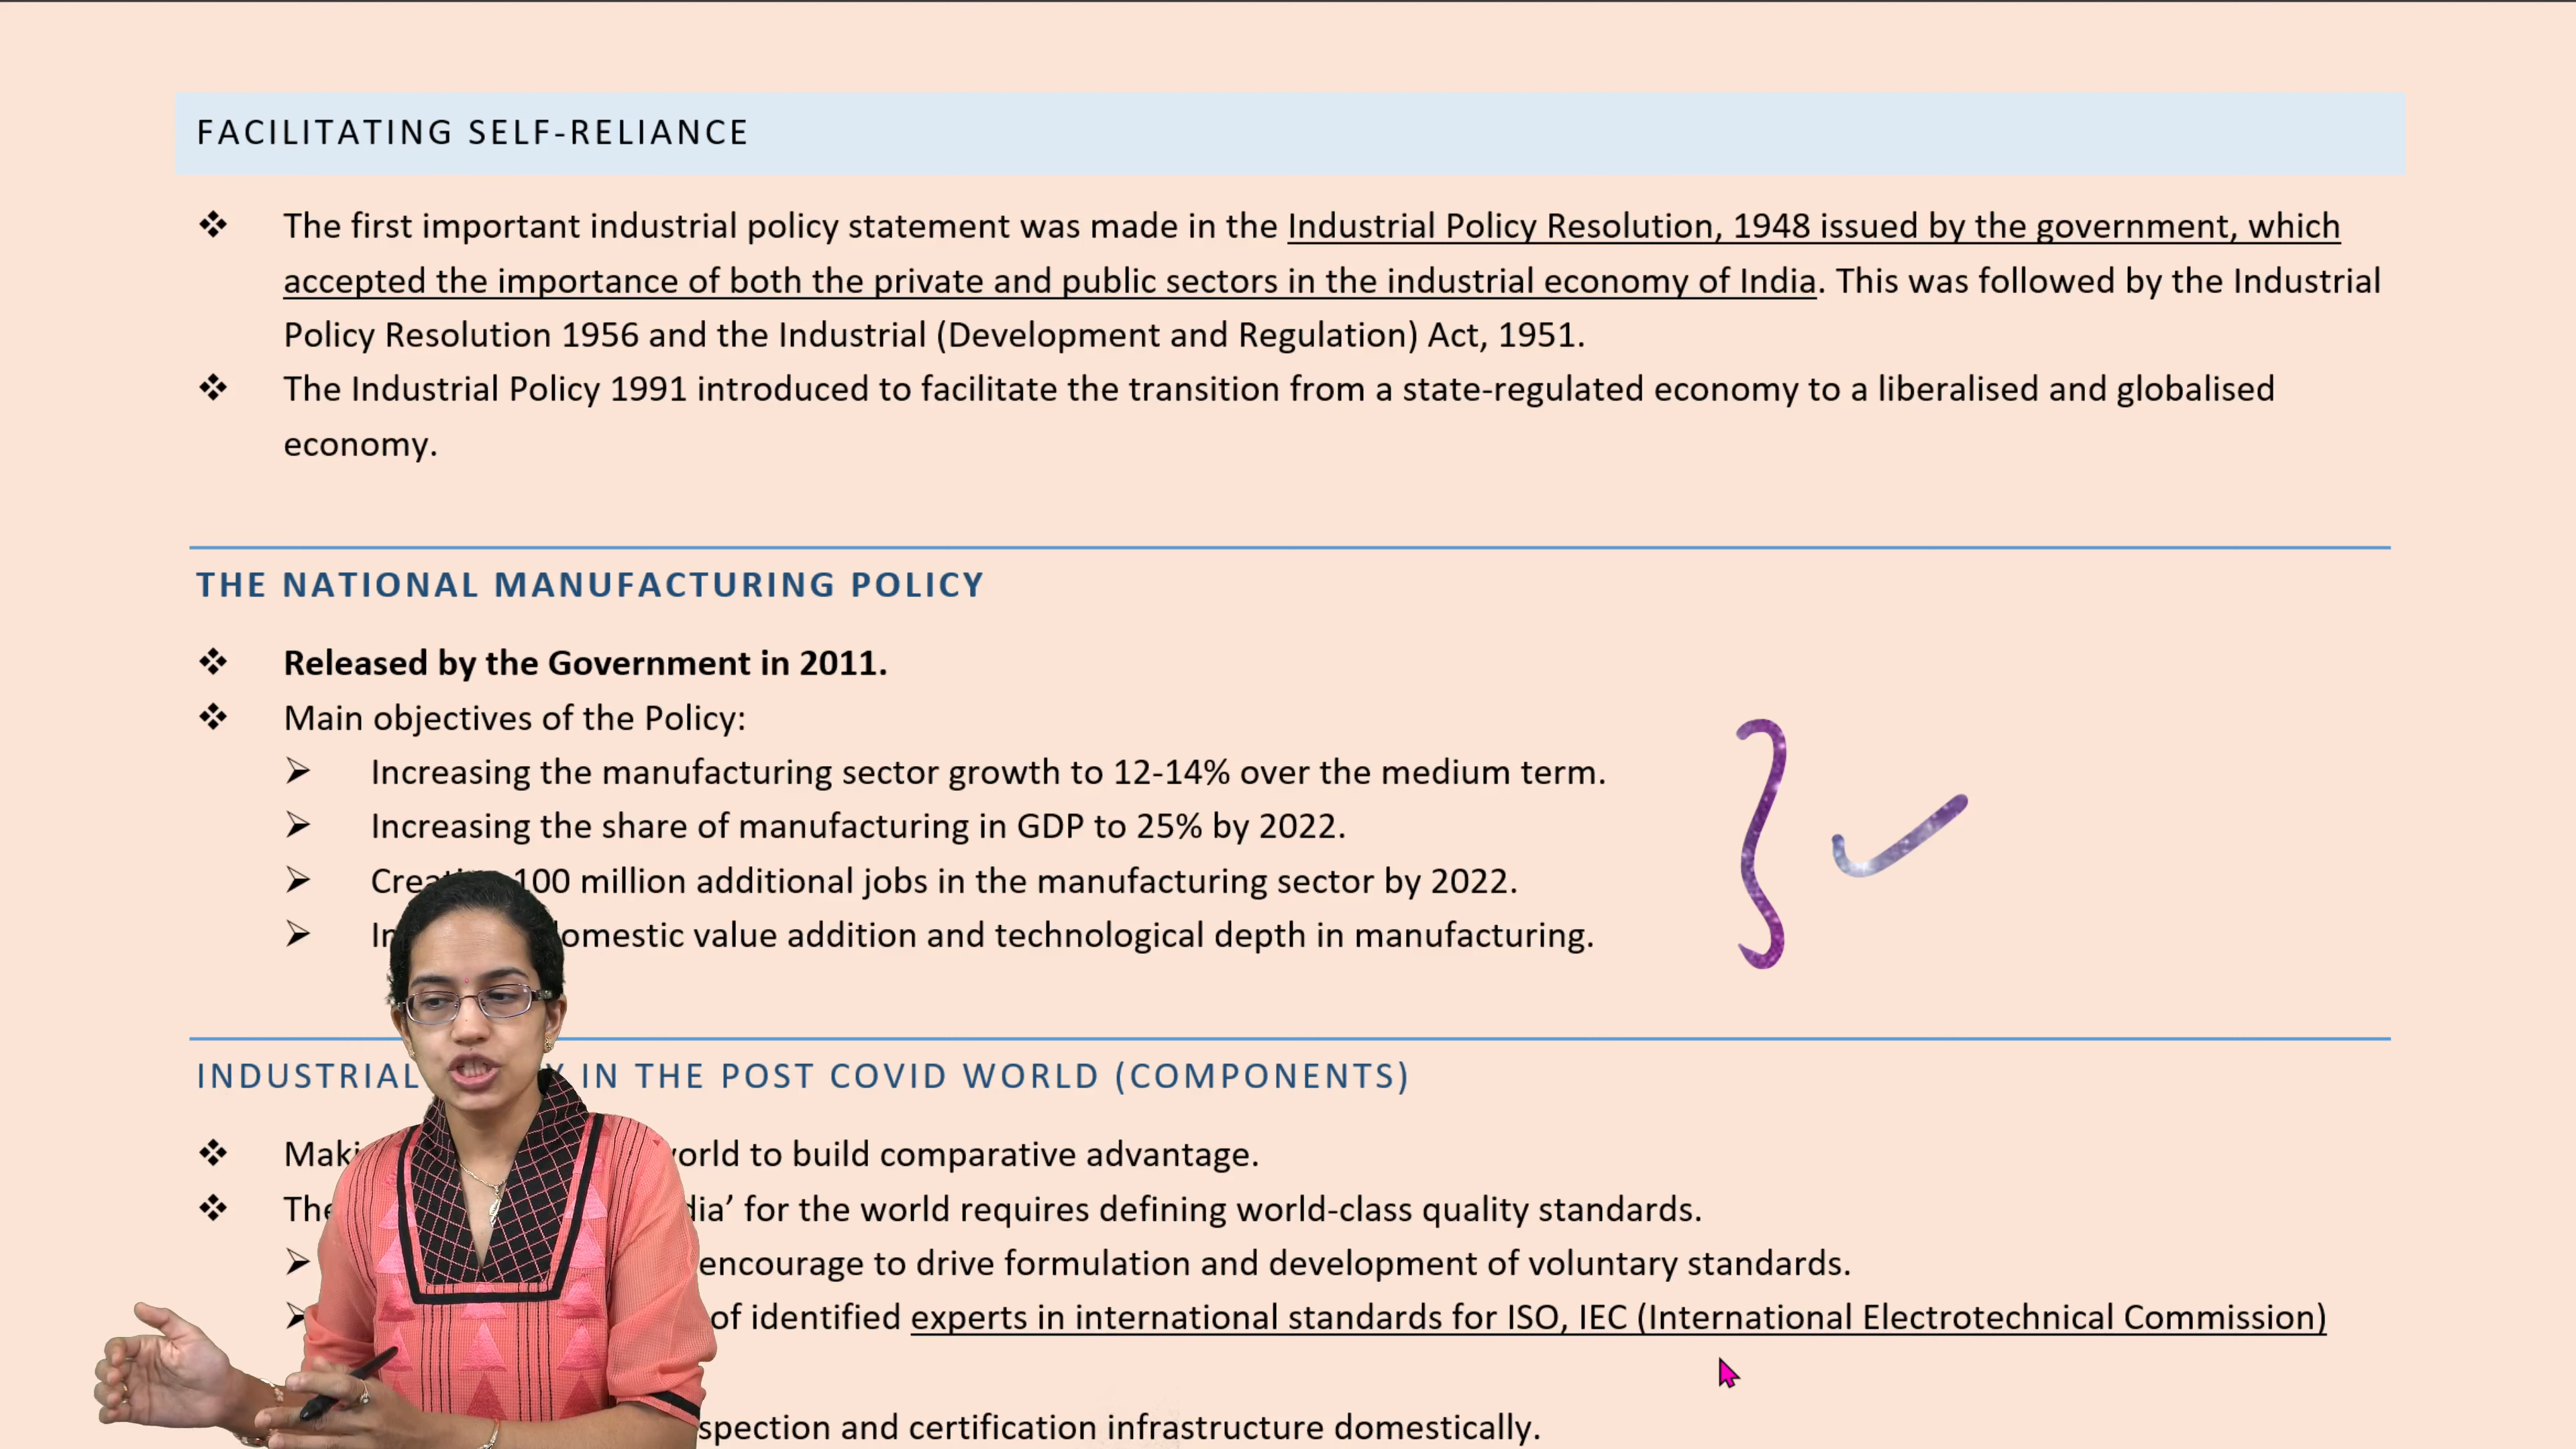 FACILITATING SELF-RELIANCE
❖ The first important industrial policy statement was made in the Industrial Policy Resolution, 1948 issued by the government, which
accepted the importance of both the private and public sectors in the industrial economy of India. This was followed by the Industrial
Policy Resolution 1956 and the Industrial (Development and Regulation) Act, 1951.
❖ The Industrial Policy 1991 introduced to facilitate the transition from a state-regulated economy to a liberalised and globalised
economy.
THE NATIONAL MANUFACTURING POLICY
❖ Released by the Government in 2011.
❖ Main objectives of the Policy:
➢ Increasing the manufacturing sector growth to 12-14% over the medium term.
➢ Increasing the share of manufacturing in GDP to 25% by 2022.
➢ 100 million additional jobs in the manufacturing sector by 2022.
➢ value addition and technological depth in manufacturing.
INDUSTRIAL IN THE POST COVID WORLD (COMPONENTS)
❖ to build comparative advantage.
❖ for the world requires defining world-class quality standards.
➢ encourage to drive formulation and development of voluntary standards.
➢ of identified experts in international standards for ISO, IEC (International Electrotechnical Commission)
and certification infrastructure domestically.